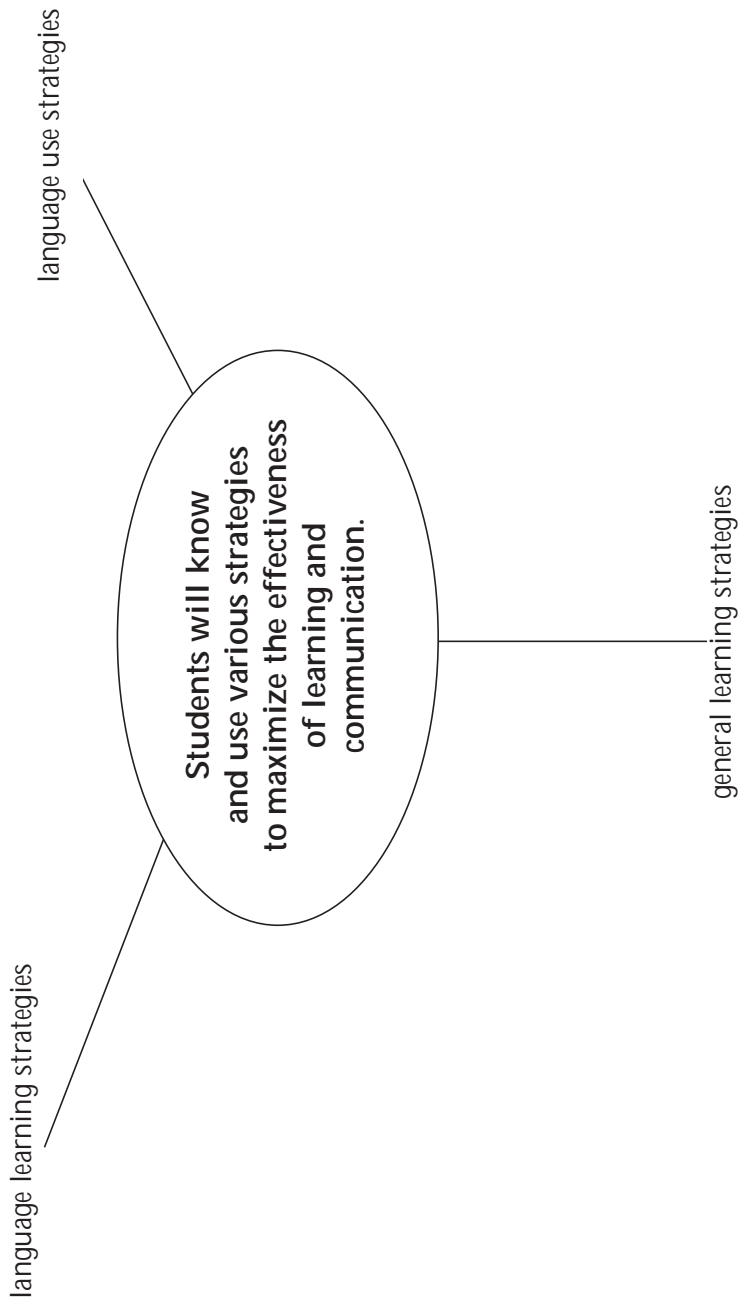 language learning strategies
language use strategies
Students will know
and use various strategies
to maximize the effectiveness
of learning and
communication.
general learning strategies